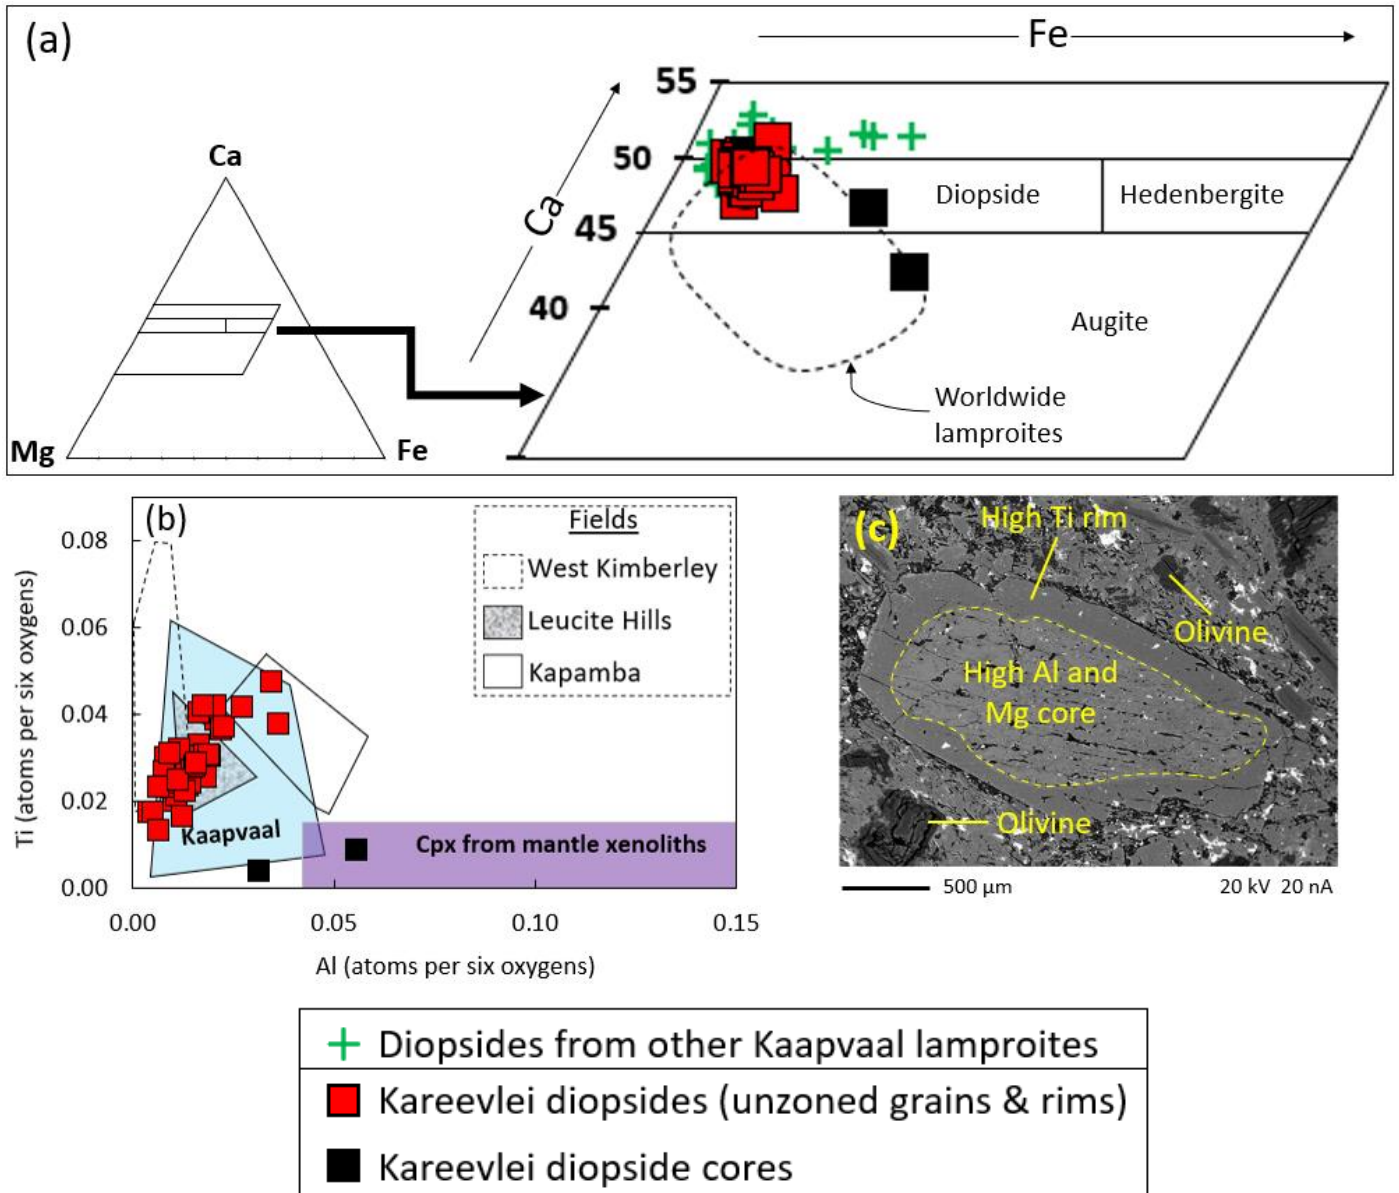 (a)
Fe
55
50
45
40
Ca
Diopside
Hedenbergite
Augite
Worldwide
lamproites
Ca
Mg
Fe
(b)
Fields
West Kimberley
Leucite Hills
Kapamba
Ti (atoms per six oxygens)
0.08
0.06
0.04
0.02
0.00
Kaapvaal
Cpx from mantle xenoliths
0.00
0.05
0.10
0.15
Al (atoms per six oxygens)
(c)
High Ti rim
Olivine
High Al and
Mg core
Olivine
500 µm
20 kV 20 nA
Diopsides from other Kaapvaal lamproites
Kareevlei diopsides (unzoned grains & rims)
Kareevlei diopside cores